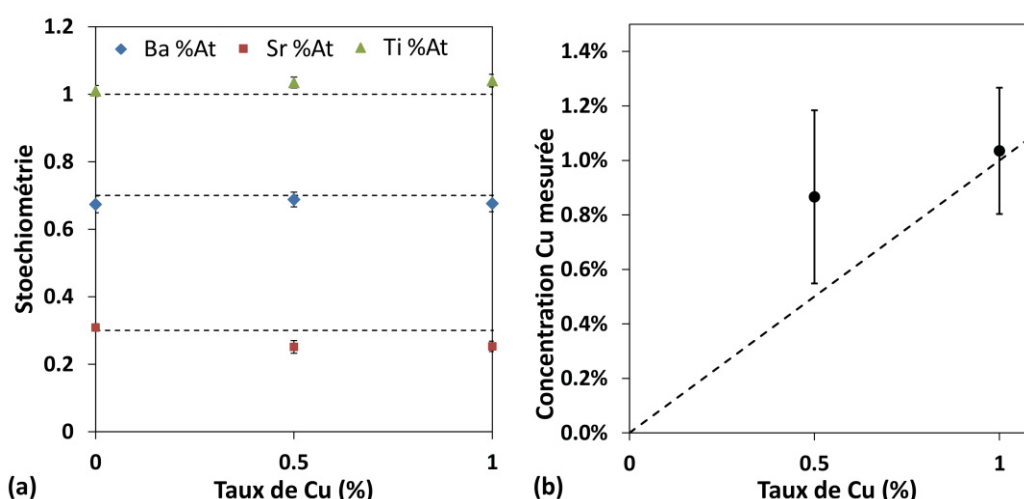 Stoechiométrie
1.2
1
0.8
0.6
0.4
0.2
0
Ba %At Sr %At Ti %At
0 0.5 1
(a) Taux de Cu (%)
Concentration Cu mesurée
1.4%
1.2%
1.0%
0.8%
0.6%
0.4%
0.2%
0.0%
0 0.5 1
(b) Taux de Cu (%)